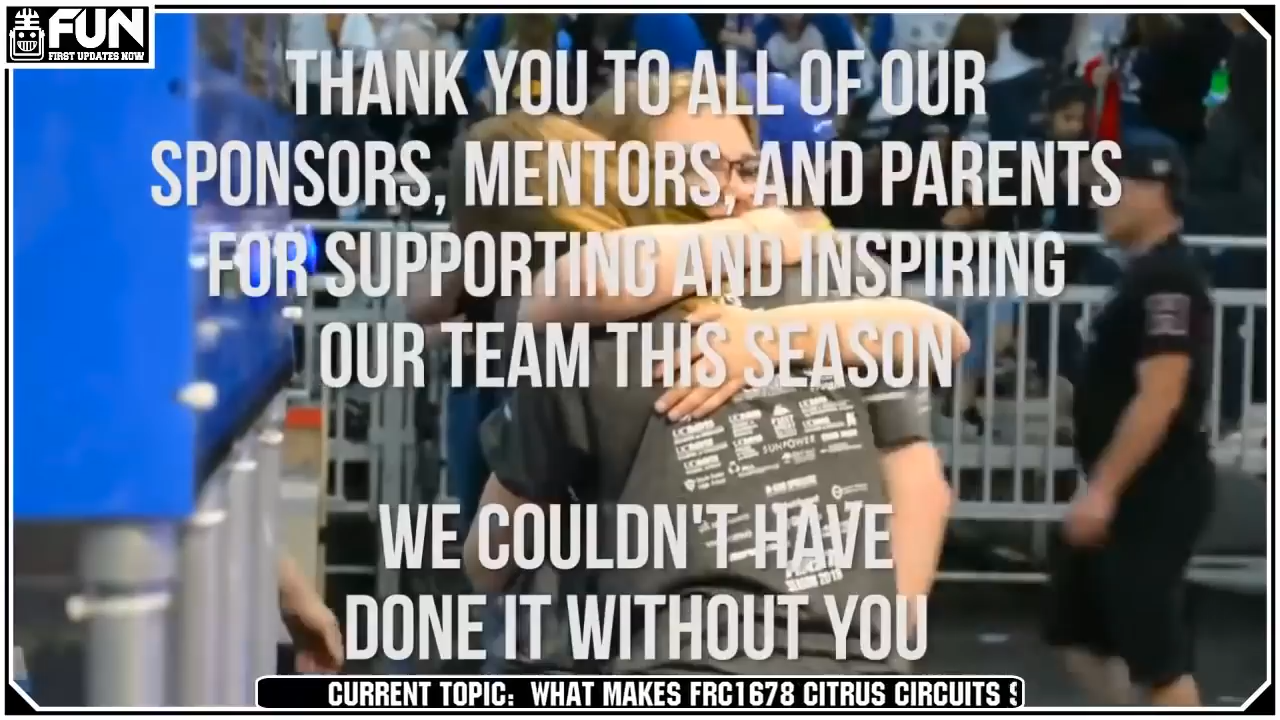 FUN
FIRST UPDATES NOW
THANK YOU TO ALL OF OUR
SPONSORS, MENTORS, AND PARENTS
FOR SUPPORTING AND INSPIRING
OUR TEAM THIS SEASON
SUNPOWER
WE COULDN'T HAVE
DONE IT WITHOUT YOU
CURRENT TOPIC: WHAT MAKES FRC1678 CITRUS CIRCUITS